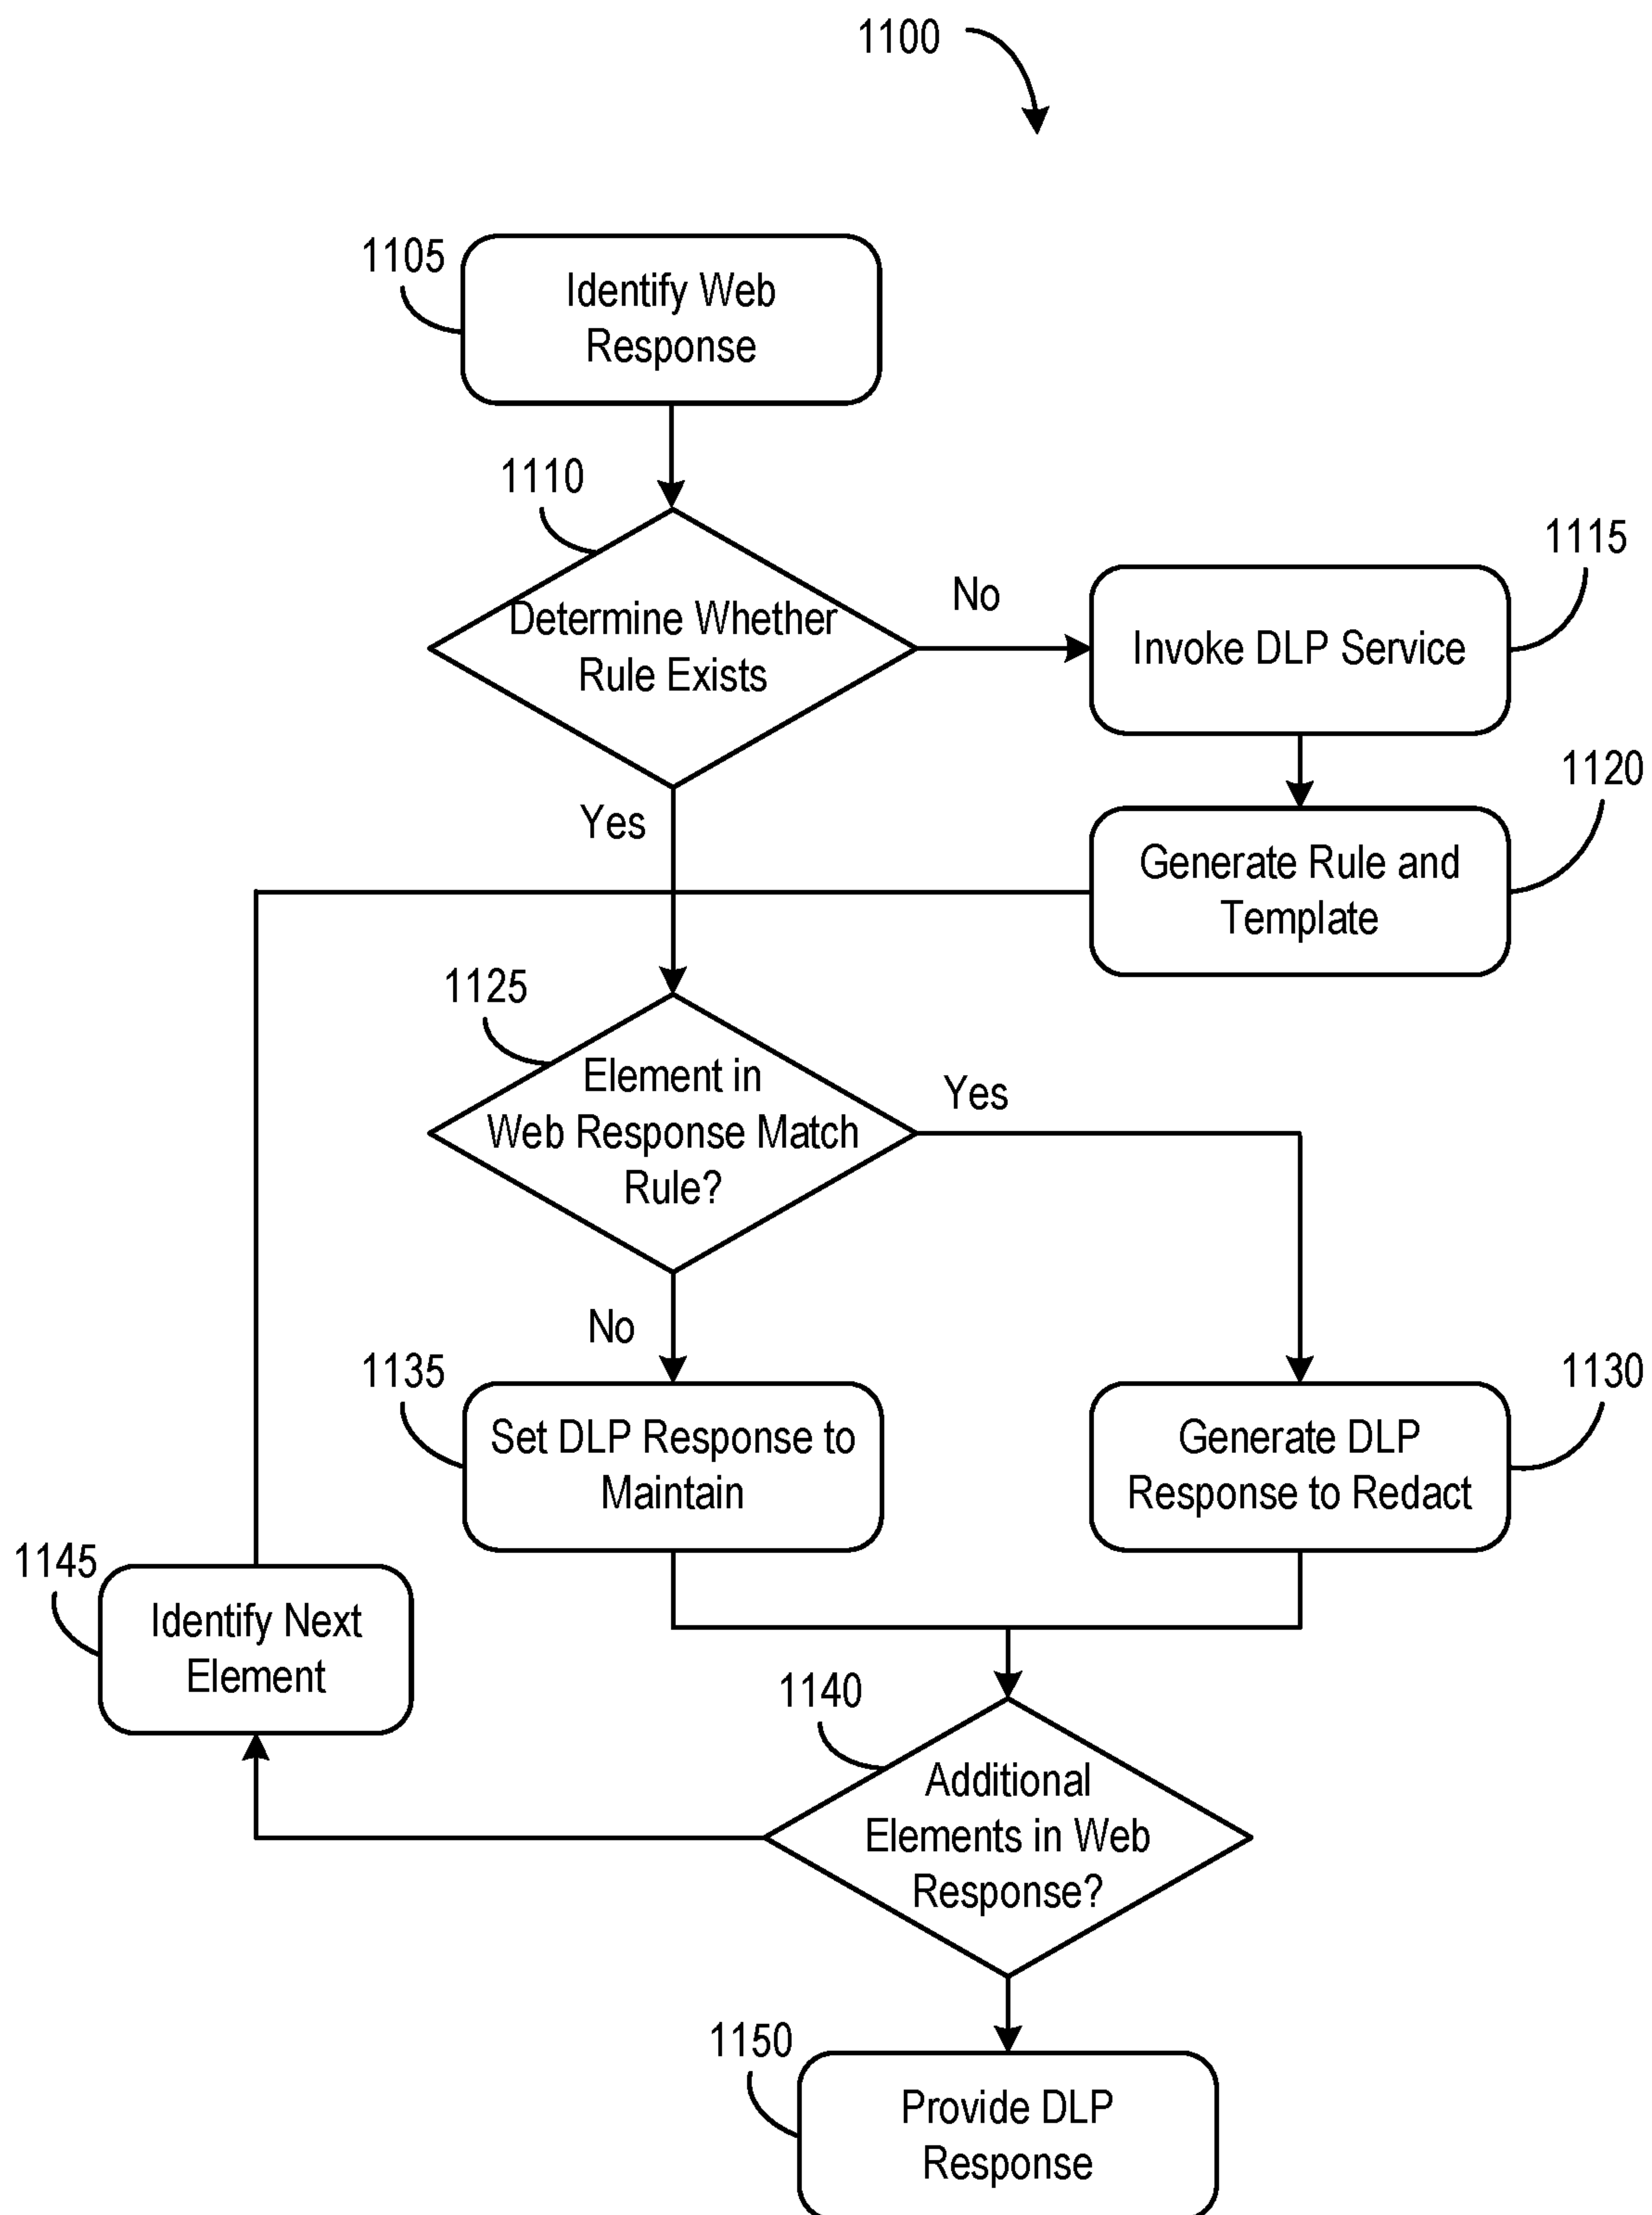 1100
1105
Identify Web
Response
1110
Determine Whether
Rule Exists
No
1115
Invoke DLP Service
1120
Generate Rule and
Template
Yes
1125
Element in
Web Response Match
Rule?
Yes
No
1135
Set DLP Response to
Maintain
1130
Generate DLP
Response to Redact
1145
Identify Next
Element
1140
Additional
Elements in Web
Response?
1150
Provide DLP
Response